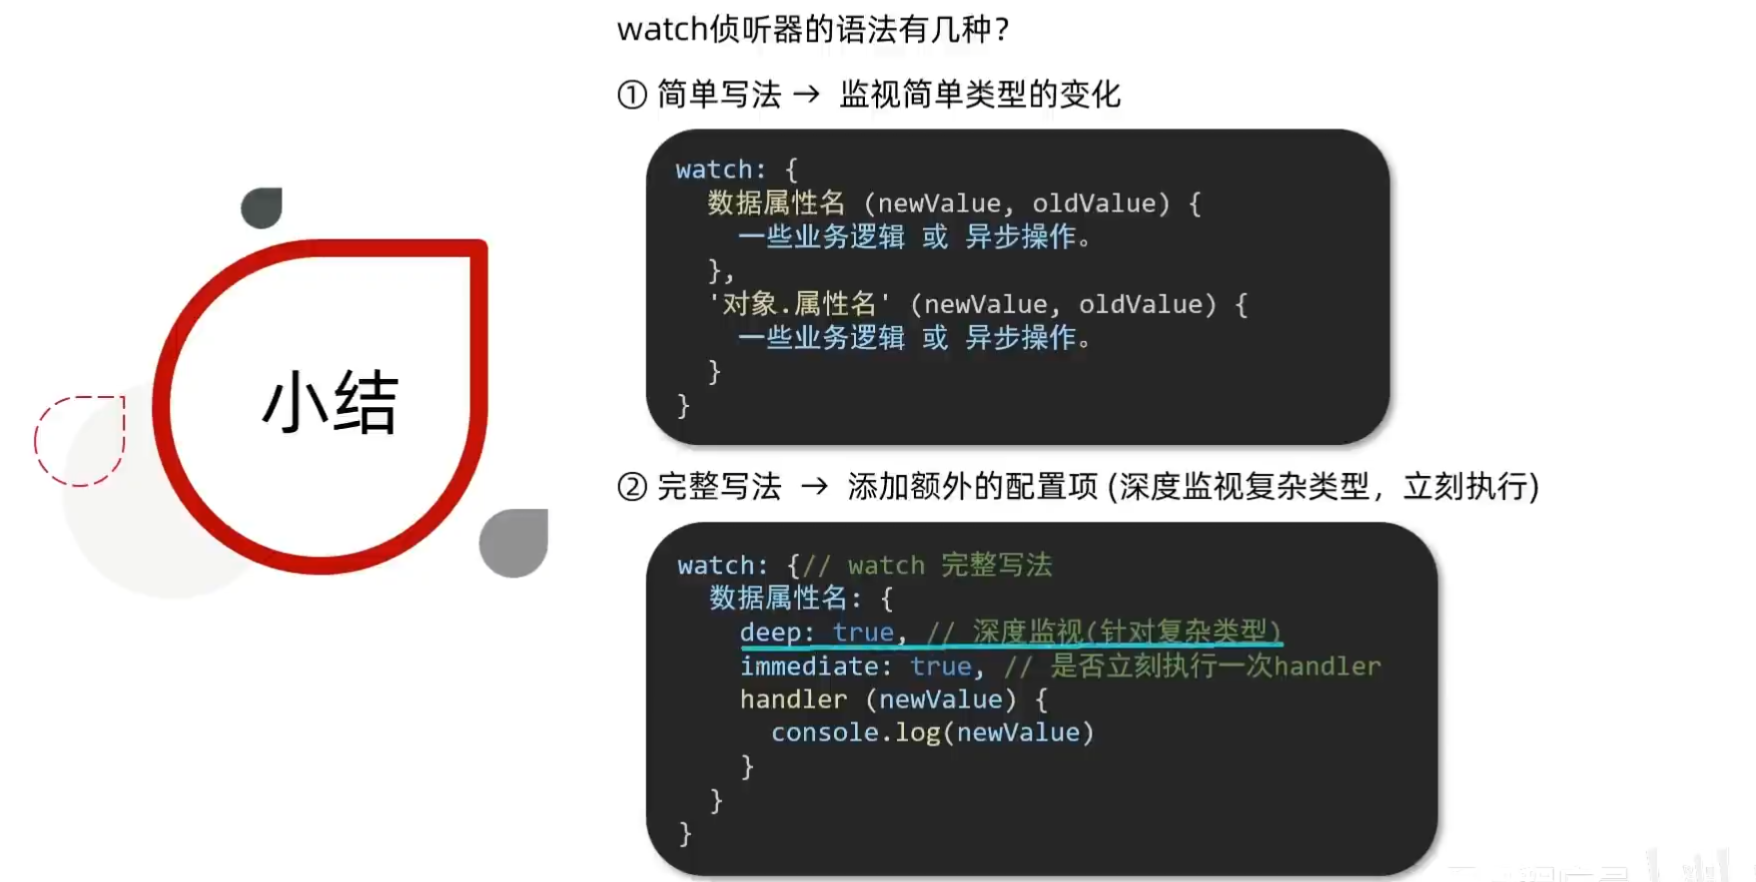 小结
watch侦听器的语法有几种？
① 简单写法 → 监视简单类型的变化
watch: {
数据属性名 (newValue, oldValue) {
一些业务逻辑 或 异步操作。
},
'对象.属性名' (newValue, oldValue) {
一些业务逻辑 或 异步操作。
}
}
② 完整写法 → 添加额外的配置项 (深度监视复杂类型，立刻执行)
watch: {// watch 完整写法
数据属性名: {
deep: true, // 深度监视(针对复杂类型)
immediate: true, // 是否立刻执行一次handler
handler (newValue) {
console.log(newValue)
}
}
}